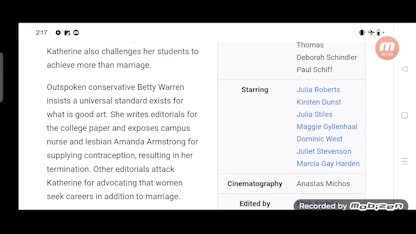 2:17
Katherine also challenges her students to
achieve more than marriage.
Outspoken conservative Betty Warren
insists a universal standard exists for
what is good art. She writes editorials for
the college paper and exposes campus
nurse and lesbian Amanda Armstrong for
supplying contraception, resulting in her
termination. Other editorials attack
Katherine for advocating that women
seek careers in addition to marriage.
Thomas
Deborah Schindler
Paul Schiff
Starring
Julia Roberts
Kirsten Dunst
Julia Stiles
Maggie Gyllenhaal
Dominic West
Juliet Stevenson
Marcia Gay Harden
Cinematography
Anastas Michos
Edited by
Recorded by Mobizen